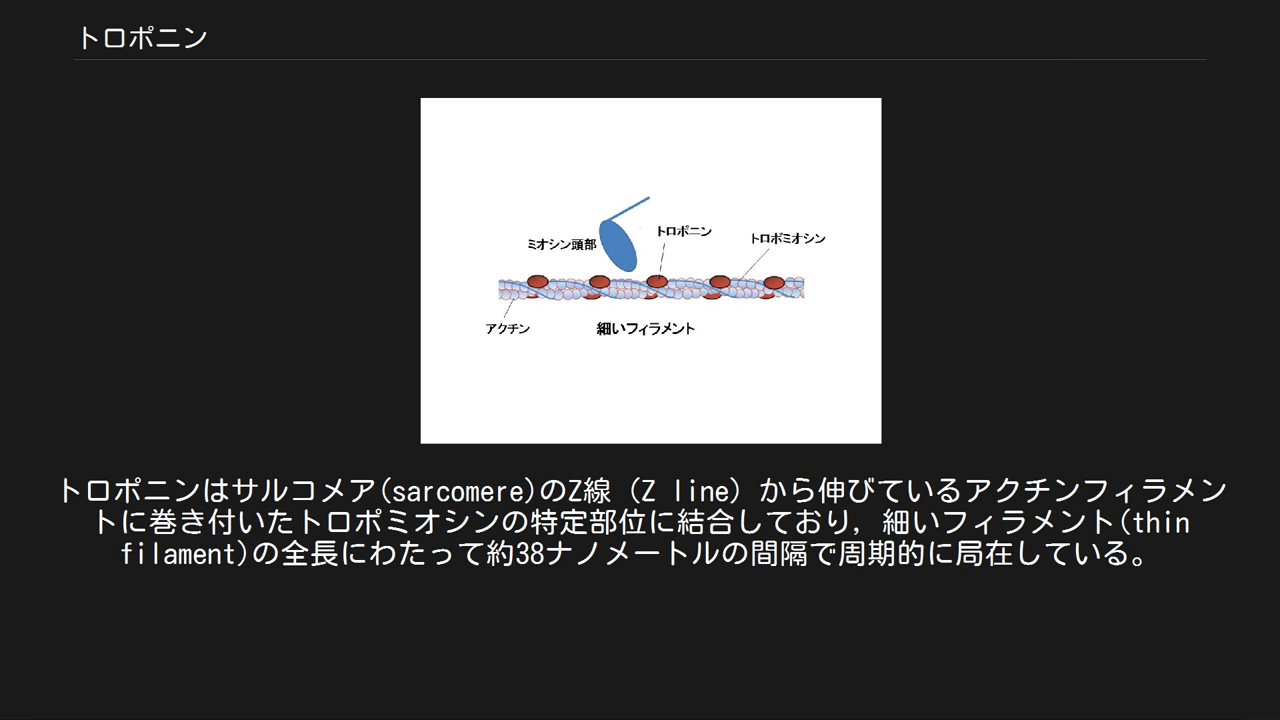 トロポニン
ミオシン頭部
トロポニン
トロポミオシン
アクチン
細いフィラメント
トロポニンはサルコメア(sarcomere)のZ線（Z line）から伸びているアクチンフィラメン
トに巻き付いたトロポミオシンの特定部位に結合しており，細いフィラメント(thin
filament)の全長にわたって約38ナノメートルの間隔で周期的に局在している。